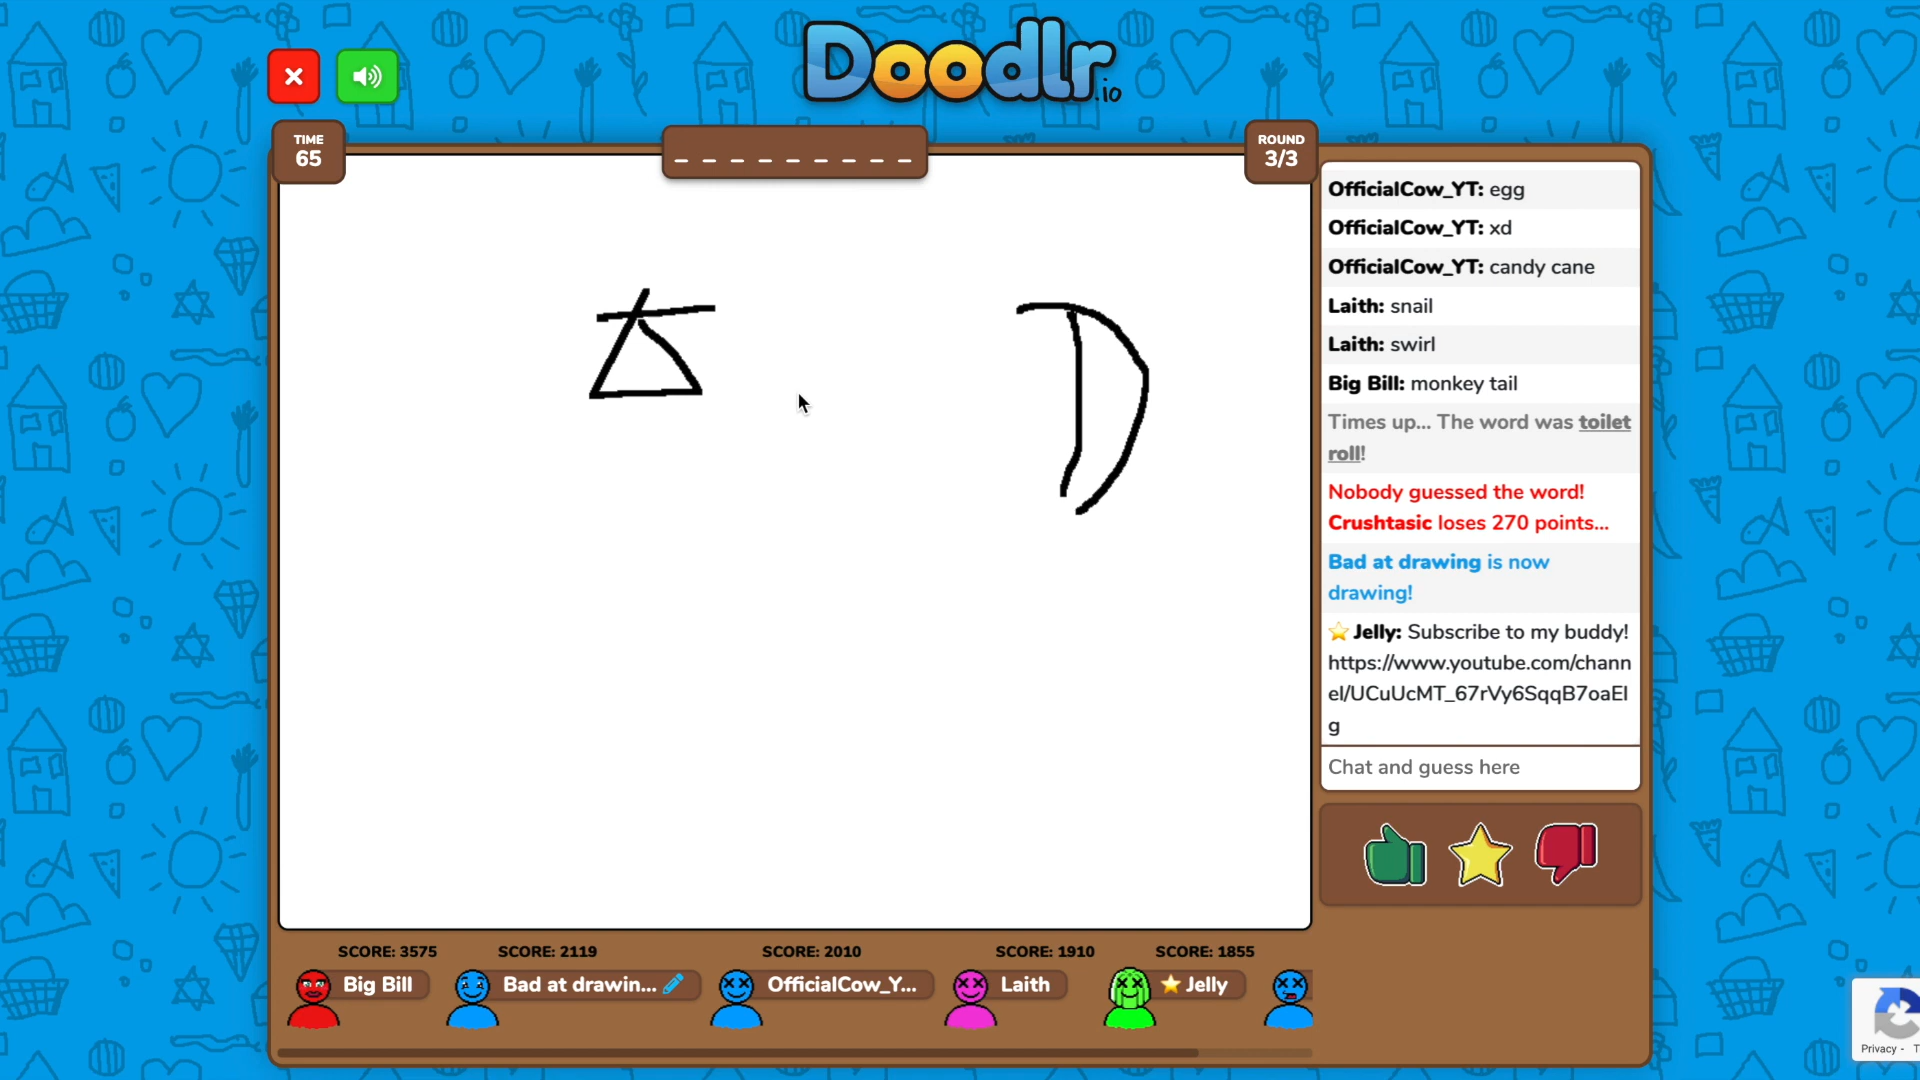 Doodlr.io
TIME
65
_ _ _ _ _ _ _ _ _
ROUND
3/3
OfficialCow_YT: egg
OfficialCow_YT: xd
OfficialCow_YT: candy cane
Laith: snail
Laith: swirl
Big Bill: monkey tail
Times up... The word was toilet
roll!
Nobody guessed the word!
Crushtasic loses 270 points...
Bad at drawing is now
drawing!
Jelly: Subscribe to my buddy!
https://www.youtube.com/chann
el/UCuUcMT_67rVy6SqqB7oaEI
g
Chat and guess here
SCORE: 3575
Big Bill
SCORE: 2119
Bad at drawin...
SCORE: 2010
OfficialCow_Y...
SCORE: 1910
Laith
SCORE: 1855
Jelly
Privacy - T